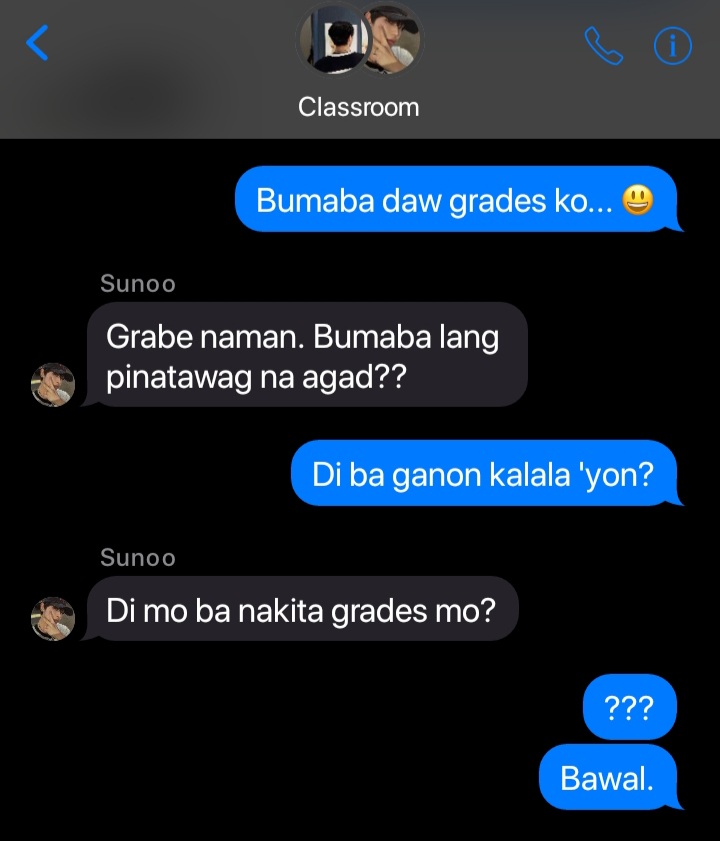 Classroom
Bumaba daw grades ko... 😃
Sunoo
Grabe naman. Bumaba lang
pinatawag na agad??
Di ba ganon kalala 'yon?
Sunoo
Di mo ba nakita grades mo?
???
Bawal.